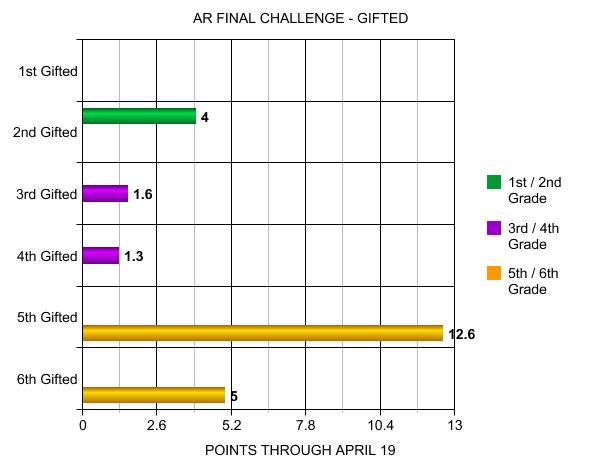 AR FINAL CHALLENGE - GIFTED
1st Gifted
2nd Gifted
4
3rd Gifted
1.6
4th Gifted
1.3
5th Gifted
12.6
6th Gifted
5
0 2.6 5.2 7.8 10.4 13
POINTS THROUGH APRIL 19
1st / 2nd
Grade
3rd / 4th
Grade
5th / 6th
Grade